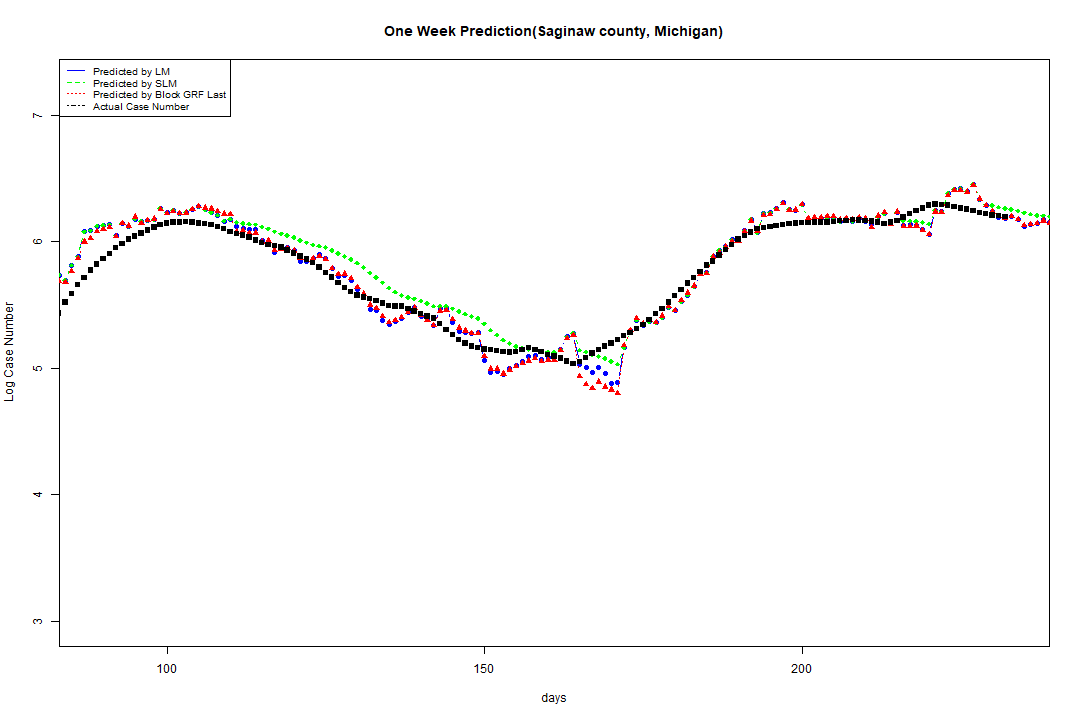 One Week Prediction(Saginaw county, Michigan)
Predicted by LM
Predicted by SLM
Predicted by Block GRF Last
Actual Case Number
7
6
5
4
3
Log Case Number
100 150 200
days